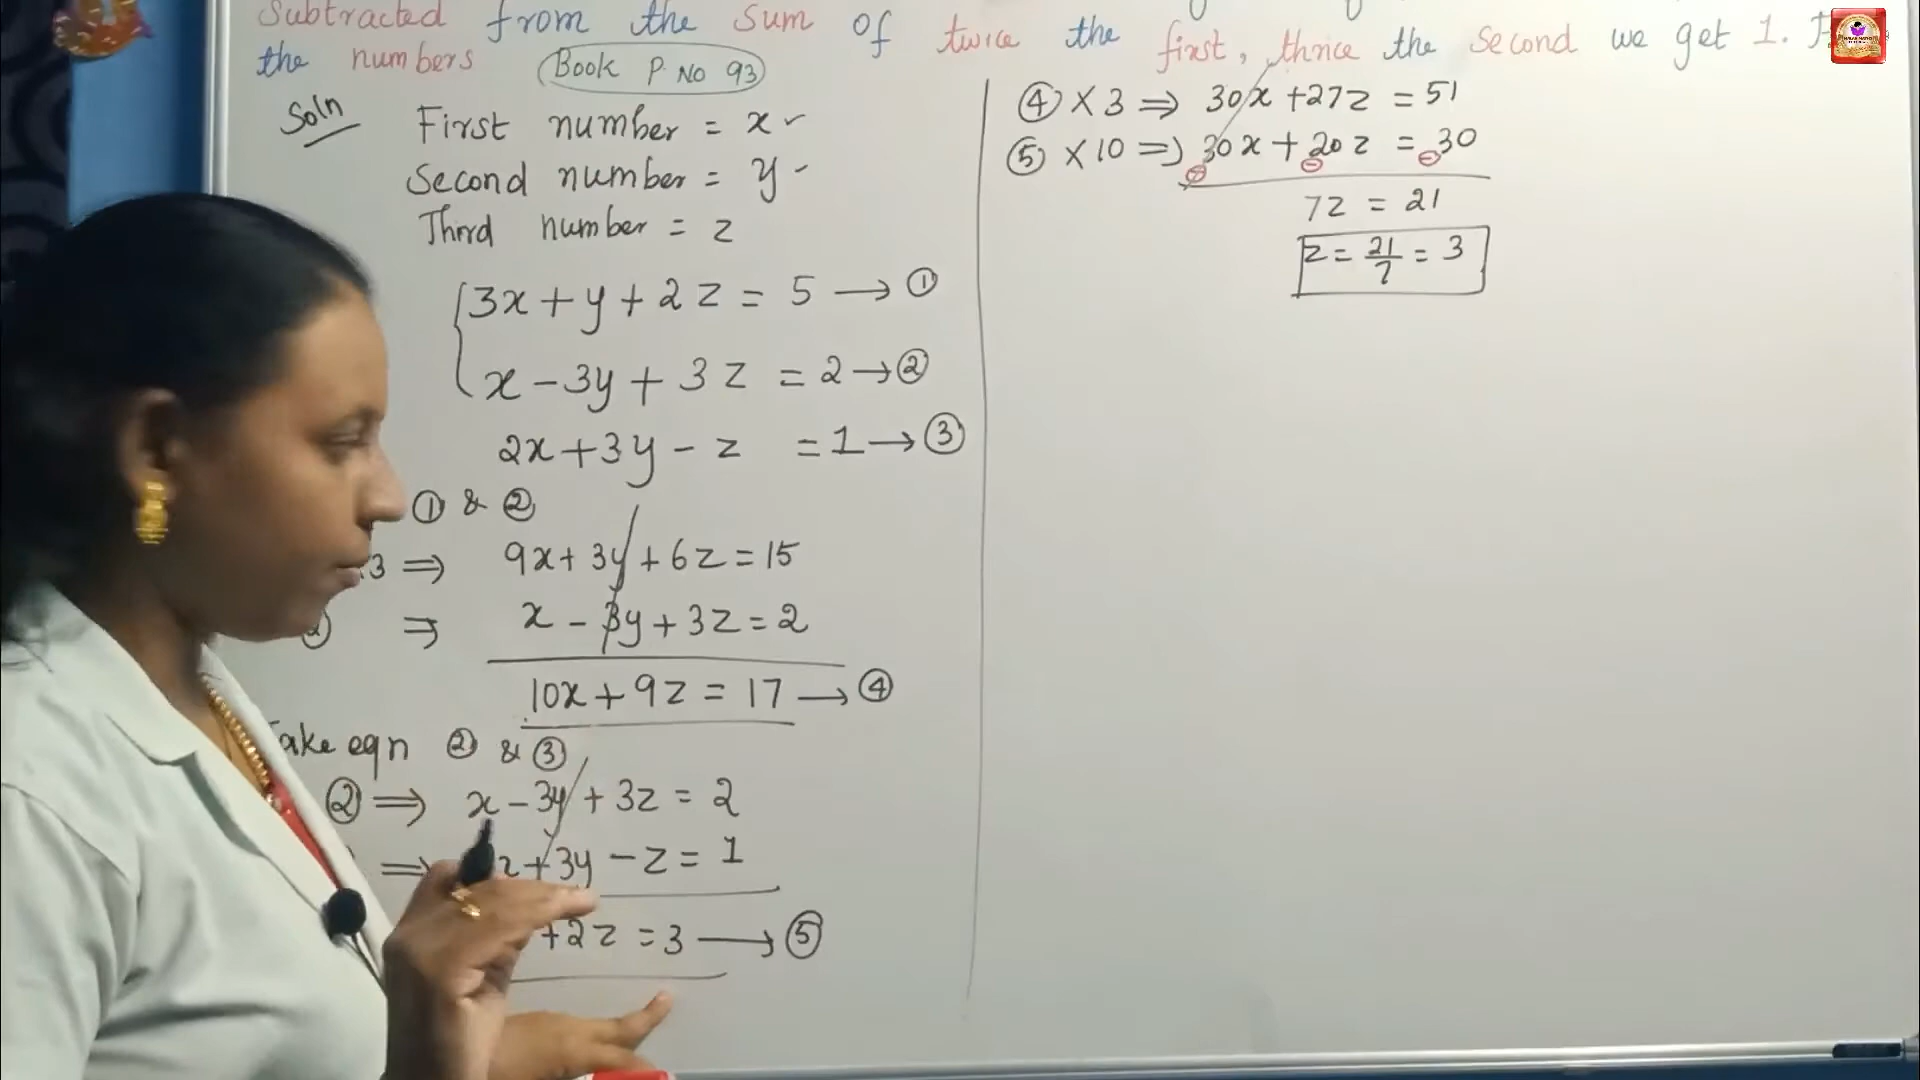 Subtracted from the sum of twice the first, thrice the second we get 1.
the numbers (Book P. No 93)
Soln First number = x
Second number = y
Third number = z
3x + y + 2z = 5 → ①
x - 3y + 3z = 2 → ②
2x + 3y - z = 1 → ③
① & ②
3 ⇒ 9x + 3y + 6z = 15
② ⇒ x - 3y + 3z = 2
10x + 9z = 17 → ④
Take eqn ② & ③
② ⇒ x - 3y + 3z = 2
⇒ + 3y - z = 1
+ 2z = 3 → ⑤
④ × 3 ⇒ 30x + 27z = 51
⑤ × 10 ⇒ 30x + 20z = 30
7z = 21
z = 21/7 = 3